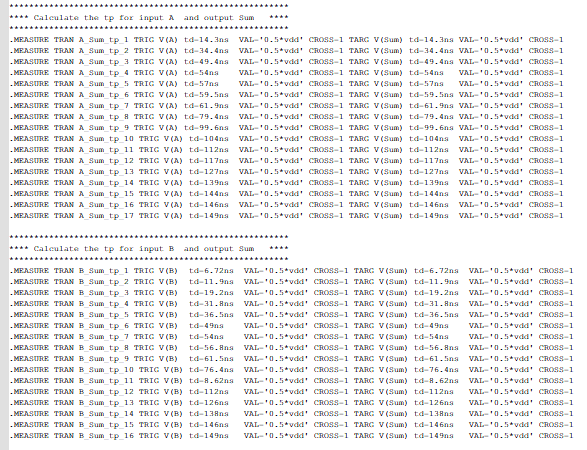 ****************************************************************
**** Calculate the tp for input A  and output Sum   ****
****************************************************************
.MEASURE TRAN A_Sum_tp_1 TRIG V(A) td=14.3ns VAL='0.5*vdd' CROSS=1 TARG V(Sum) td=14.3ns VAL='0.5*vdd' CROSS=1
.MEASURE TRAN A_Sum_tp_2 TRIG V(A) td=34.4ns VAL='0.5*vdd' CROSS=1 TARG V(Sum) td=34.4ns VAL='0.5*vdd' CROSS=1
.MEASURE TRAN A_Sum_tp_3 TRIG V(A) td=49.4ns VAL='0.5*vdd' CROSS=1 TARG V(Sum) td=49.4ns VAL='0.5*vdd' CROSS=1
.MEASURE TRAN A_Sum_tp_4 TRIG V(A) td=54ns VAL='0.5*vdd' CROSS=1 TARG V(Sum) td=54ns VAL='0.5*vdd' CROSS=1
.MEASURE TRAN A_Sum_tp_5 TRIG V(A) td=57ns VAL='0.5*vdd' CROSS=1 TARG V(Sum) td=57ns VAL='0.5*vdd' CROSS=1
.MEASURE TRAN A_Sum_tp_6 TRIG V(A) td=59.5ns VAL='0.5*vdd' CROSS=1 TARG V(Sum) td=59.5ns VAL='0.5*vdd' CROSS=1
.MEASURE TRAN A_Sum_tp_7 TRIG V(A) td=61.9ns VAL='0.5*vdd' CROSS=1 TARG V(Sum) td=61.9ns VAL='0.5*vdd' CROSS=1
.MEASURE TRAN A_Sum_tp_8 TRIG V(A) td=79.4ns VAL='0.5*vdd' CROSS=1 TARG V(Sum) td=79.4ns VAL='0.5*vdd' CROSS=1
.MEASURE TRAN A_Sum_tp_9 TRIG V(A) td=99.6ns VAL='0.5*vdd' CROSS=1 TARG V(Sum) td=99.6ns VAL='0.5*vdd' CROSS=1
.MEASURE TRAN A_Sum_tp_10 TRIG V(A) td=104ns VAL='0.5*vdd' CROSS=1 TARG V(Sum) td=104ns VAL='0.5*vdd' CROSS=1
.MEASURE TRAN A_Sum_tp_11 TRIG V(A) td=112ns VAL='0.5*vdd' CROSS=1 TARG V(Sum) td=112ns VAL='0.5*vdd' CROSS=1
.MEASURE TRAN A_Sum_tp_12 TRIG V(A) td=117ns VAL='0.5*vdd' CROSS=1 TARG V(Sum) td=117ns VAL='0.5*vdd' CROSS=1
.MEASURE TRAN A_Sum_tp_13 TRIG V(A) td=127ns VAL='0.5*vdd' CROSS=1 TARG V(Sum) td=127ns VAL='0.5*vdd' CROSS=1
.MEASURE TRAN A_Sum_tp_14 TRIG V(A) td=139ns VAL='0.5*vdd' CROSS=1 TARG V(Sum) td=139ns VAL='0.5*vdd' CROSS=1
.MEASURE TRAN A_Sum_tp_15 TRIG V(A) td=144ns VAL='0.5*vdd' CROSS=1 TARG V(Sum) td=144ns VAL='0.5*vdd' CROSS=1
.MEASURE TRAN A_Sum_tp_16 TRIG V(A) td=146ns VAL='0.5*vdd' CROSS=1 TARG V(Sum) td=146ns VAL='0.5*vdd' CROSS=1
.MEASURE TRAN A_Sum_tp_17 TRIG V(A) td=149ns VAL='0.5*vdd' CROSS=1 TARG V(Sum) td=149ns VAL='0.5*vdd' CROSS=1
****************************************************************
**** Calculate the tp for input B  and output Sum   ****
****************************************************************
.MEASURE TRAN B_Sum_tp_1 TRIG V(B) td=6.72ns VAL='0.5*vdd' CROSS=1 TARG V(Sum) td=6.72ns VAL='0.5*vdd' CROSS=1
.MEASURE TRAN B_Sum_tp_2 TRIG V(B) td=11.9ns VAL='0.5*vdd' CROSS=1 TARG V(Sum) td=11.9ns VAL='0.5*vdd' CROSS=1
.MEASURE TRAN B_Sum_tp_3 TRIG V(B) td=19.2ns VAL='0.5*vdd' CROSS=1 TARG V(Sum) td=19.2ns VAL='0.5*vdd' CROSS=1
.MEASURE TRAN B_Sum_tp_4 TRIG V(B) td=31.8ns VAL='0.5*vdd' CROSS=1 TARG V(Sum) td=31.8ns VAL='0.5*vdd' CROSS=1
.MEASURE TRAN B_Sum_tp_5 TRIG V(B) td=36.5ns VAL='0.5*vdd' CROSS=1 TARG V(Sum) td=36.5ns VAL='0.5*vdd' CROSS=1
.MEASURE TRAN B_Sum_tp_6 TRIG V(B) td=49ns VAL='0.5*vdd' CROSS=1 TARG V(Sum) td=49ns VAL='0.5*vdd' CROSS=1
.MEASURE TRAN B_Sum_tp_7 TRIG V(B) td=54ns VAL='0.5*vdd' CROSS=1 TARG V(Sum) td=54ns VAL='0.5*vdd' CROSS=1
.MEASURE TRAN B_Sum_tp_8 TRIG V(B) td=56.8ns VAL='0.5*vdd' CROSS=1 TARG V(Sum) td=56.8ns VAL='0.5*vdd' CROSS=1
.MEASURE TRAN B_Sum_tp_9 TRIG V(B) td=61.5ns VAL='0.5*vdd' CROSS=1 TARG V(Sum) td=61.5ns VAL='0.5*vdd' CROSS=1
.MEASURE TRAN B_Sum_tp_10 TRIG V(B) td=76.4ns VAL='0.5*vdd' CROSS=1 TARG V(Sum) td=76.4ns VAL='0.5*vdd' CROSS=1
.MEASURE TRAN B_Sum_tp_11 TRIG V(B) td=8.62ns VAL='0.5*vdd' CROSS=1 TARG V(Sum) td=8.62ns VAL='0.5*vdd' CROSS=1
.MEASURE TRAN B_Sum_tp_12 TRIG V(B) td=112ns VAL='0.5*vdd' CROSS=1 TARG V(Sum) td=112ns VAL='0.5*vdd' CROSS=1
.MEASURE TRAN B_Sum_tp_13 TRIG V(B) td=126ns VAL='0.5*vdd' CROSS=1 TARG V(Sum) td=126ns VAL='0.5*vdd' CROSS=1
.MEASURE TRAN B_Sum_tp_14 TRIG V(B) td=138ns VAL='0.5*vdd' CROSS=1 TARG V(Sum) td=138ns VAL='0.5*vdd' CROSS=1
.MEASURE TRAN B_Sum_tp_15 TRIG V(B) td=146ns VAL='0.5*vdd' CROSS=1 TARG V(Sum) td=146ns VAL='0.5*vdd' CROSS=1
.MEASURE TRAN B_Sum_tp_16 TRIG V(B) td=149ns VAL='0.5*vdd' CROSS=1 TARG V(Sum) td=149ns VAL='0.5*vdd' CROSS=1